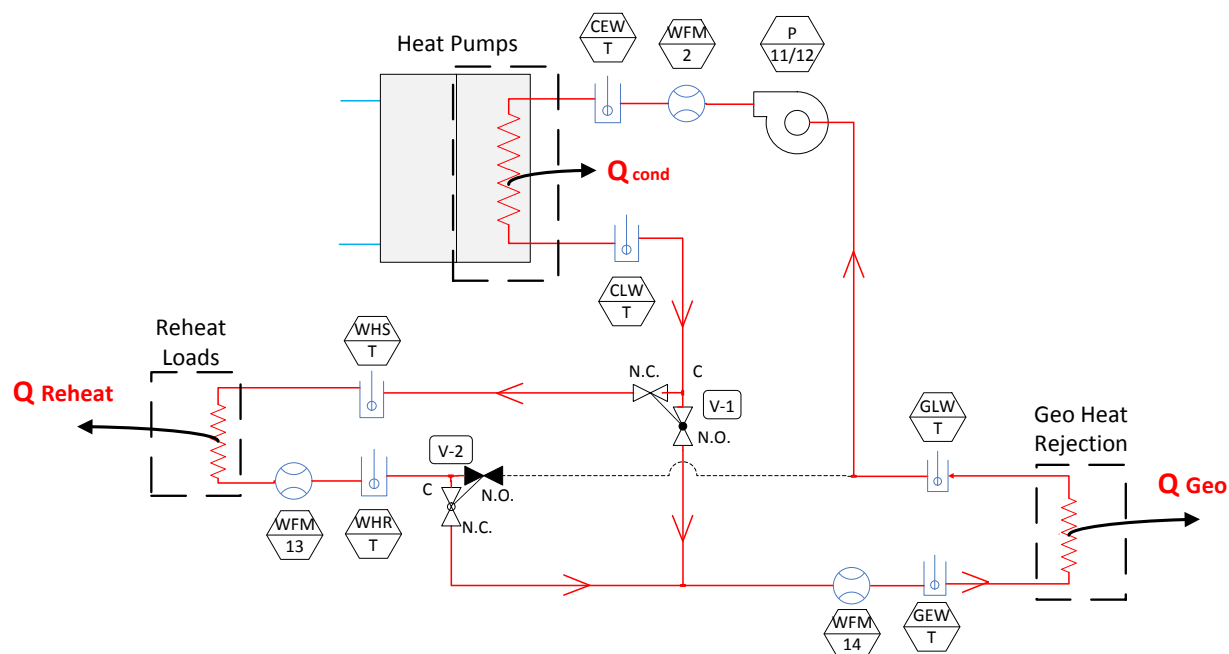 Heat Pumps
CEW
T
WFM
2
P
11/12
Q cond
CLW
T
Reheat
Loads
WHS
T
Q Reheat
N.C.
C
V-1
N.O.
GLW
T
Geo Heat
Rejection
Q Geo
V-2
C
N.O.
N.C.
WFM
13
WHR
T
WFM
14
GEW
T